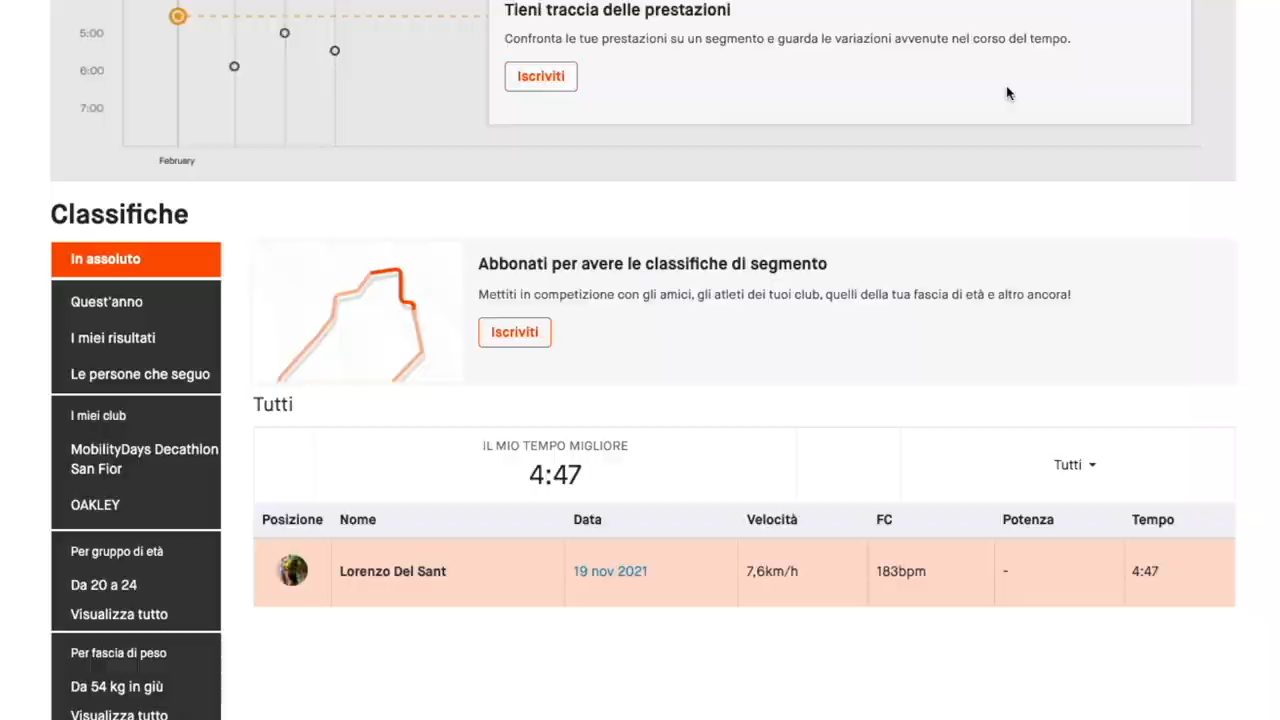 Tieni traccia delle prestazioni
5:00
Confronta le tue prestazioni su un segmento e guarda le variazioni avvenute nel corso del tempo.
6:00
Iscriviti
7:00
February
Classifiche
In assoluto
Quest'anno
I miei risultati
Le persone che seguo
I miei club
MobilityDays Decathlon
San Fior
OAKLEY
Per gruppo di età
Da 20 a 24
Visualizza tutto
Per fascia di peso
Da 54 kg in giù
Visualizza tutto
Abbonati per avere le classifiche di segmento
Mettiti in competizione con gli amici, gli atleti dei tuoi club, quelli della tua fascia di età e altro ancora!
Iscriviti
Tutti
IL MIO TEMPO MIGLIORE
4:47
Tutti
Posizione Nome Data Velocità FC Potenza Tempo
Lorenzo Del Sant 19 nov 2021 7,6km/h 183bpm - 4:47